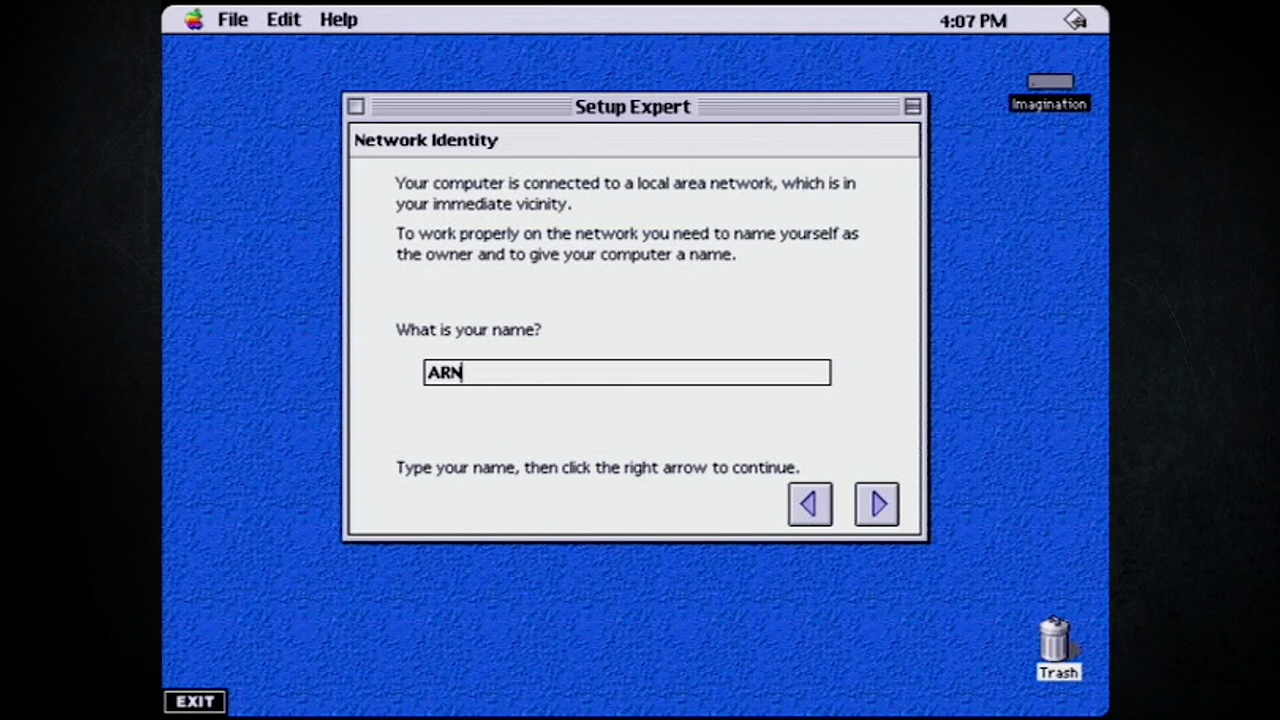 File Edit Help 4:07 PM
Imagination
Setup Expert
Network Identity
Your computer is connected to a local area network, which is in
your immediate vicinity.
To work properly on the network you need to name yourself as
the owner and to give your computer a name.
What is your name?
ARN
Type your name, then click the right arrow to continue.
Trash
EXIT